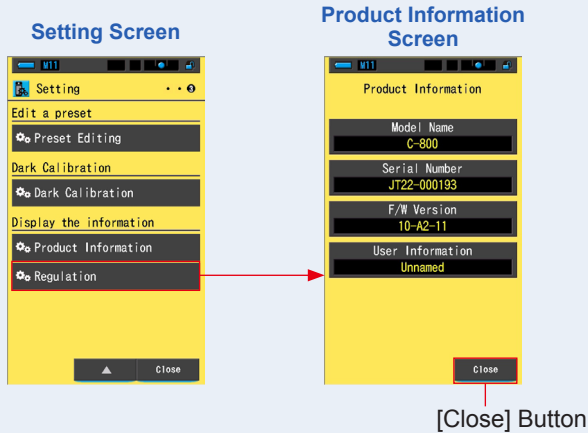 Setting Screen
M11
Setting
• • ❸
Edit a preset
Preset Editing
Dark Calibration
Dark Calibration
Display the information
Product Information
Regulation
▲ Close
Product Information
Screen
M11
Product Information
Model Name
C-800
Serial Number
JT22-000193
F/W Version
10-A2-11
User Information
Unnamed
Close
[Close] Button